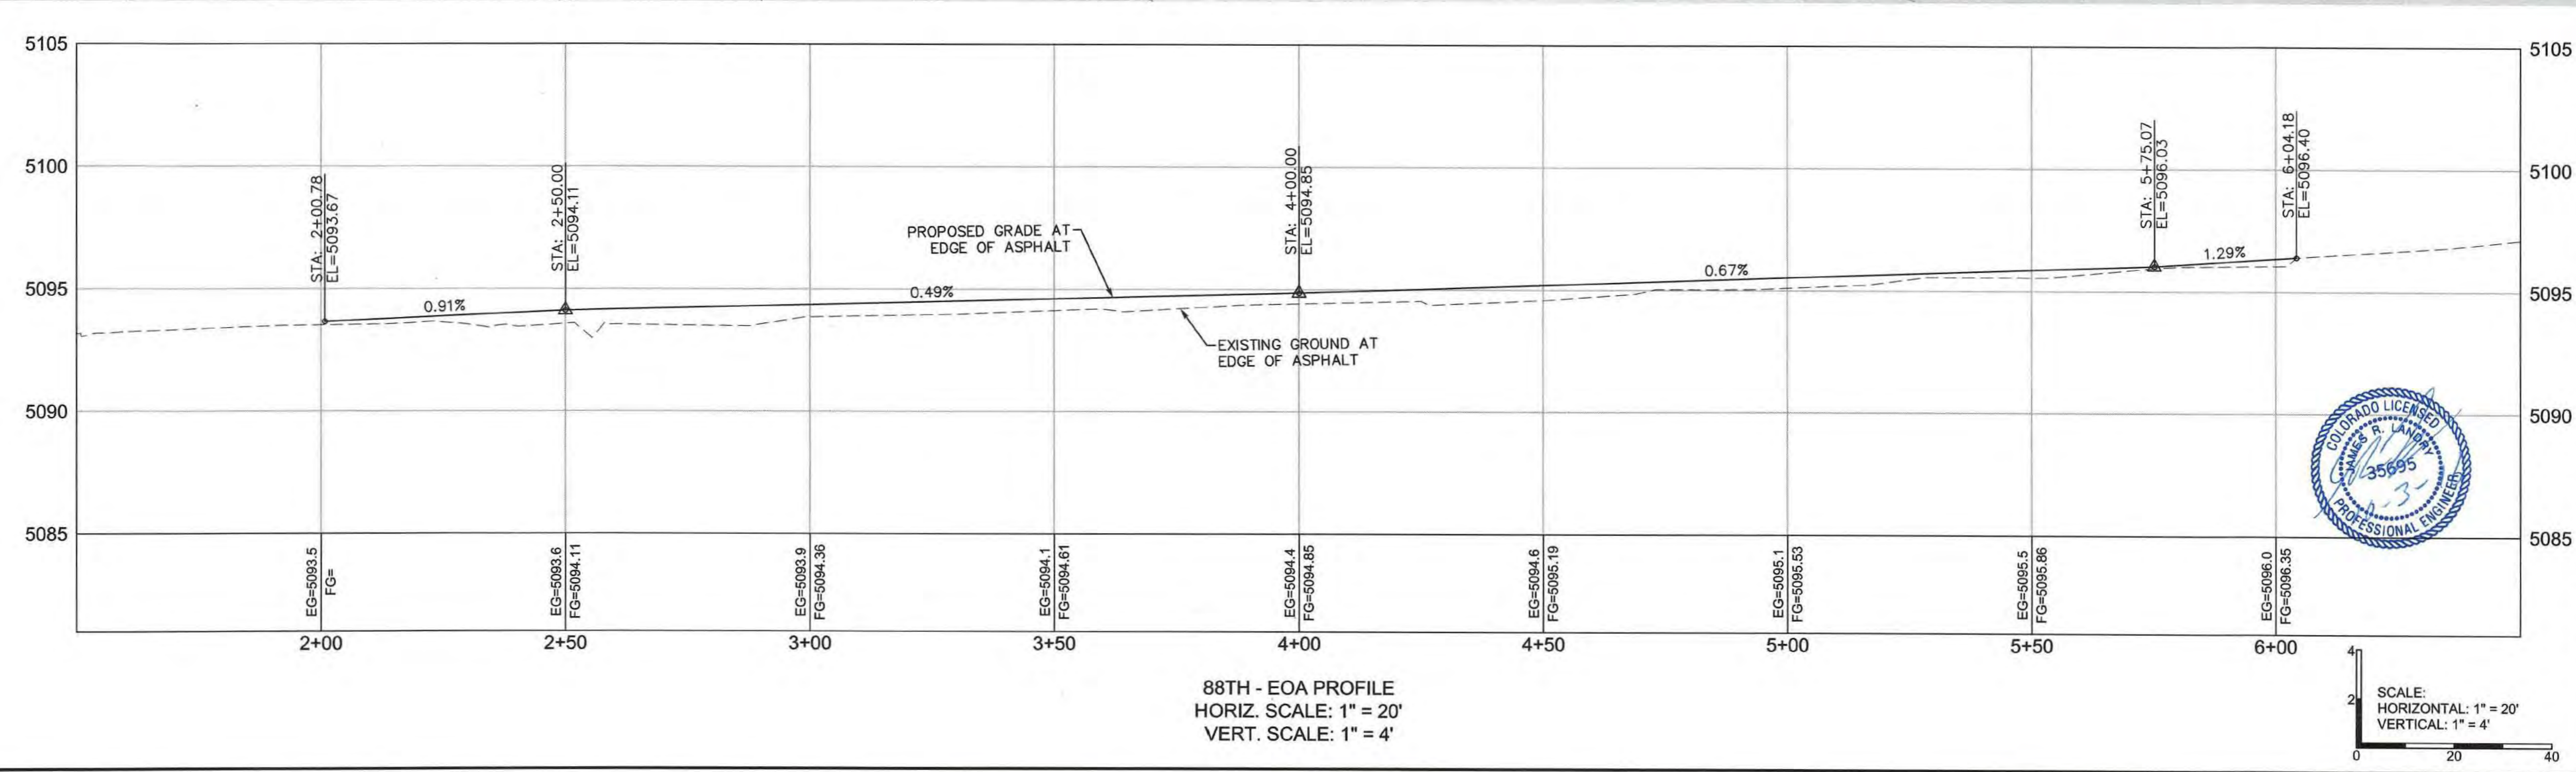 5105
5105
5100
5100
5095
5095
5090
5090
5085
5085
STA: 2+00.78
EL=5093.67
STA: 2+50.00
EL=5094.11
STA: 4+00.00
EL=5094.85
STA: 5+75.07
EL=5096.03
STA: 6+04.18
EL=5096.40
PROPOSED GRADE AT
EDGE OF ASPHALT
0.91%
0.49%
0.67%
1.29%
EXISTING GROUND AT
EDGE OF ASPHALT
COLORADO LICENSED
JAMES R. LANDRY
35695
PROFESSIONAL ENGINEER
EG=5093.5
FG=
EG=5093.6
FG=5094.11
EG=5093.9
FG=5094.36
EG=5094.1
FG=5094.61
EG=5094.4
FG=5094.85
EG=5094.6
FG=5095.19
EG=5095.1
FG=5095.53
EG=5095.5
FG=5095.86
EG=5096.0
FG=5096.35
2+00
2+50
3+00
3+50
4+00
4+50
5+00
5+50
6+00
88TH - EOA PROFILE
HORIZ. SCALE: 1" = 20'
VERT. SCALE: 1" = 4'
4
2
SCALE:
HORIZONTAL: 1" = 20'
VERTICAL: 1" = 4'
0 20 40